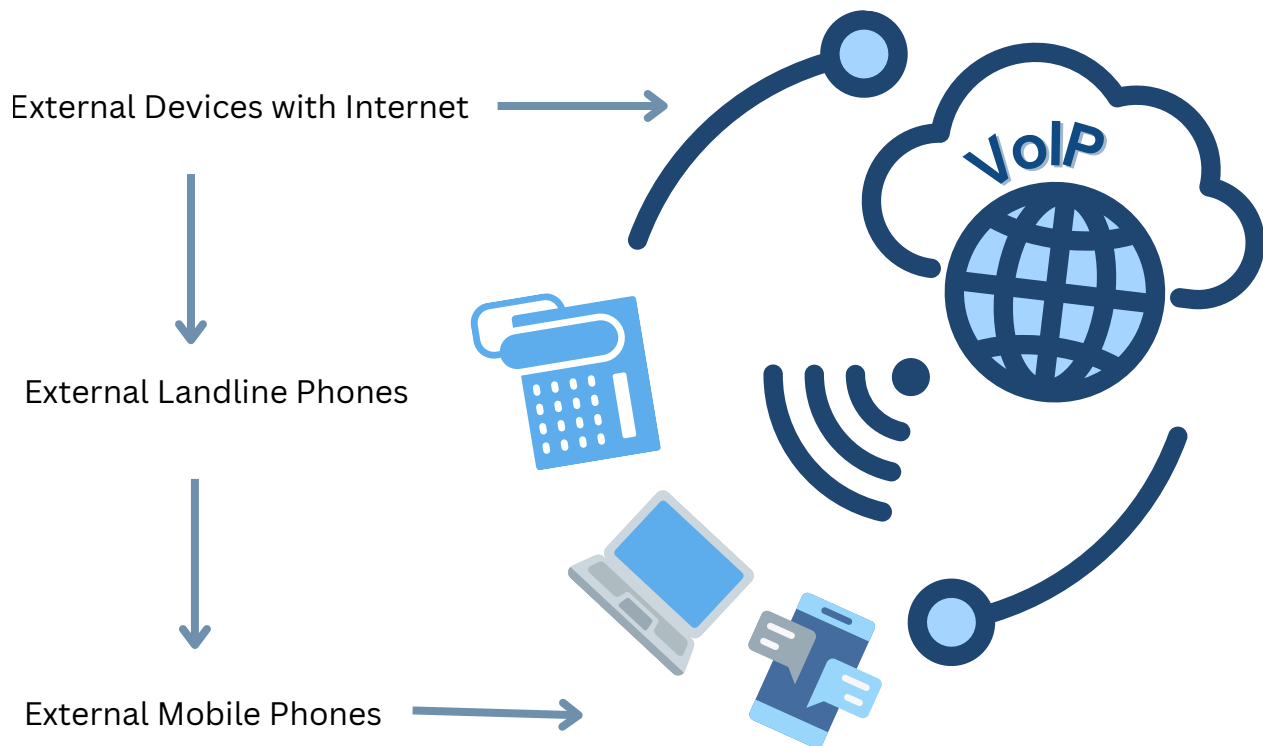 External Devices with Internet
VoIP
External Landline Phones
External Mobile Phones